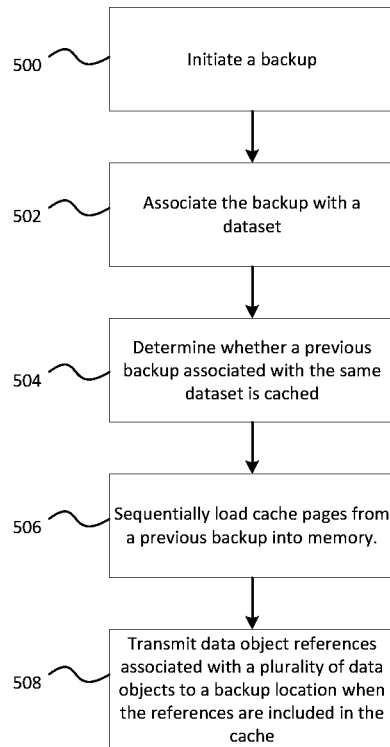 500
Initiate a backup
502
Associate the backup with a
dataset
504
Determine whether a previous
backup associated with the same
dataset is cached
506
Sequentially load cache pages from
a previous backup into memory.
508
Transmit data object references
associated with a plurality of data
objects to a backup location when
the references are included in the
cache